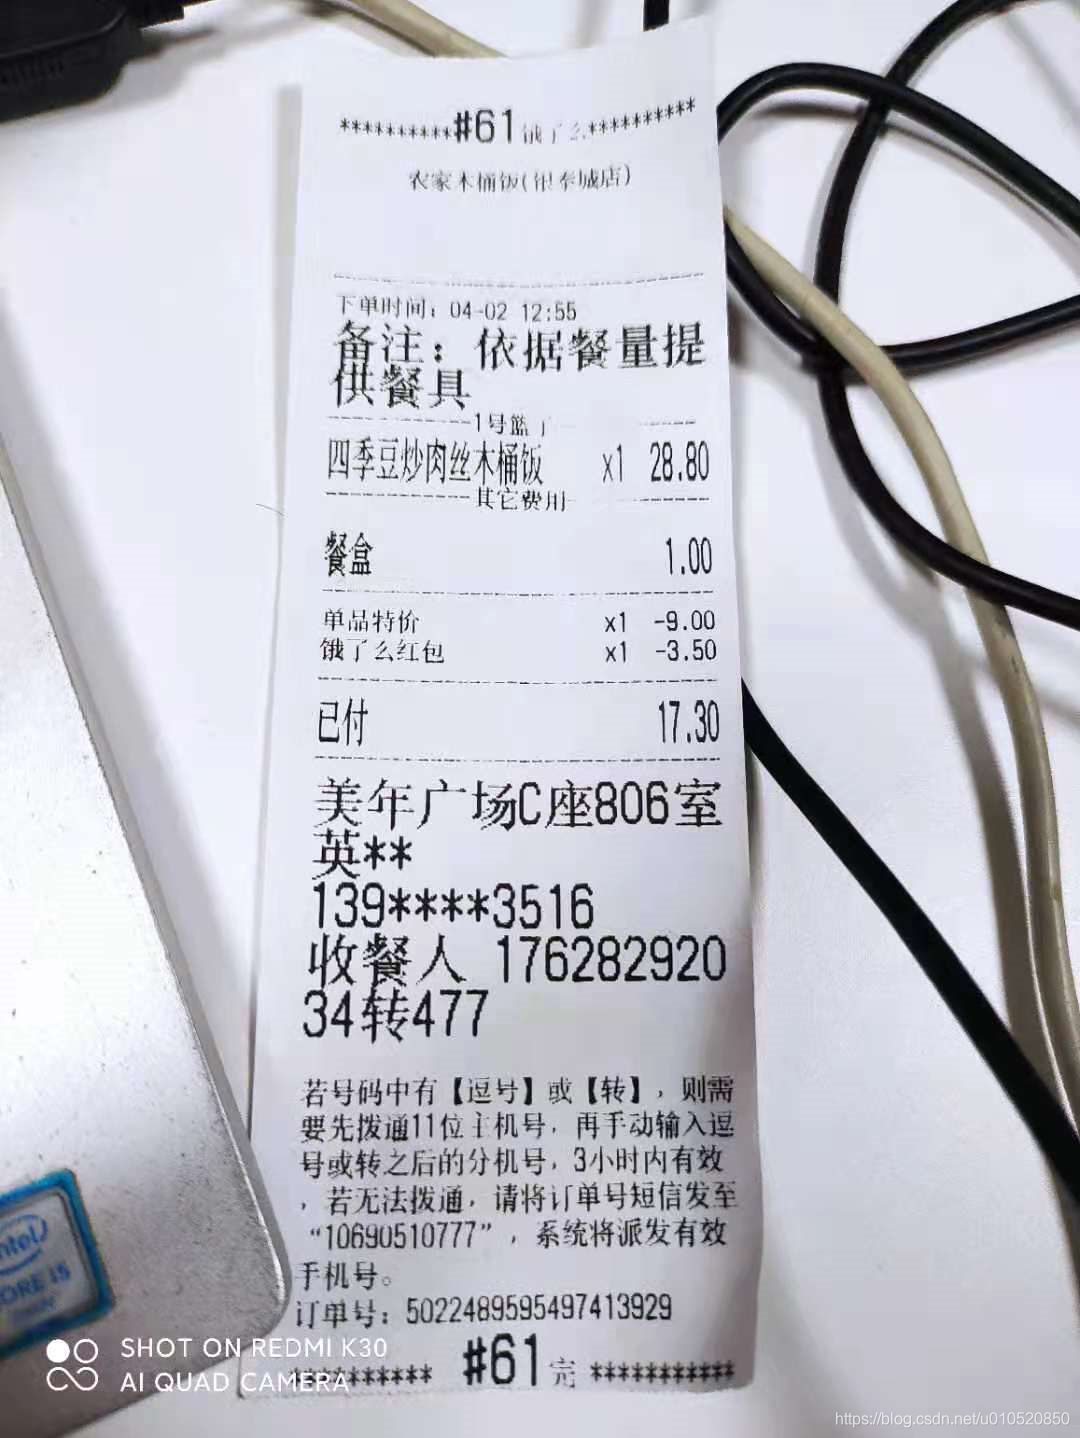 **********#61饿了么**********
农家木桶饭(银泰城店)
下单时间：04-02 12:55
备注：依据餐量提
供餐具
1号篮子
四季豆炒肉丝木桶饭 x1 28.80
其它费用
餐盒 1.00
单品特价 x1 -9.00
饿了么红包 x1 -3.50
已付 17.30
美年广场C座806室
英**
139****3516
收餐人 176282920
34转477
若号码中有【逗号】或【转】，则需
要先拨通11位主机号，再手动输入逗
号或转之后的分机号，3小时内有效
，若无法拨通，请将订单号短信发至
“10690510777”，系统将派发有效
手机号。
订单号：5022489595497413929
********** #61完 ***********
intel
CORE i5
SHOT ON REDMI K30
AI QUAD CAMERA
https://blog.csdn.net/u010520850